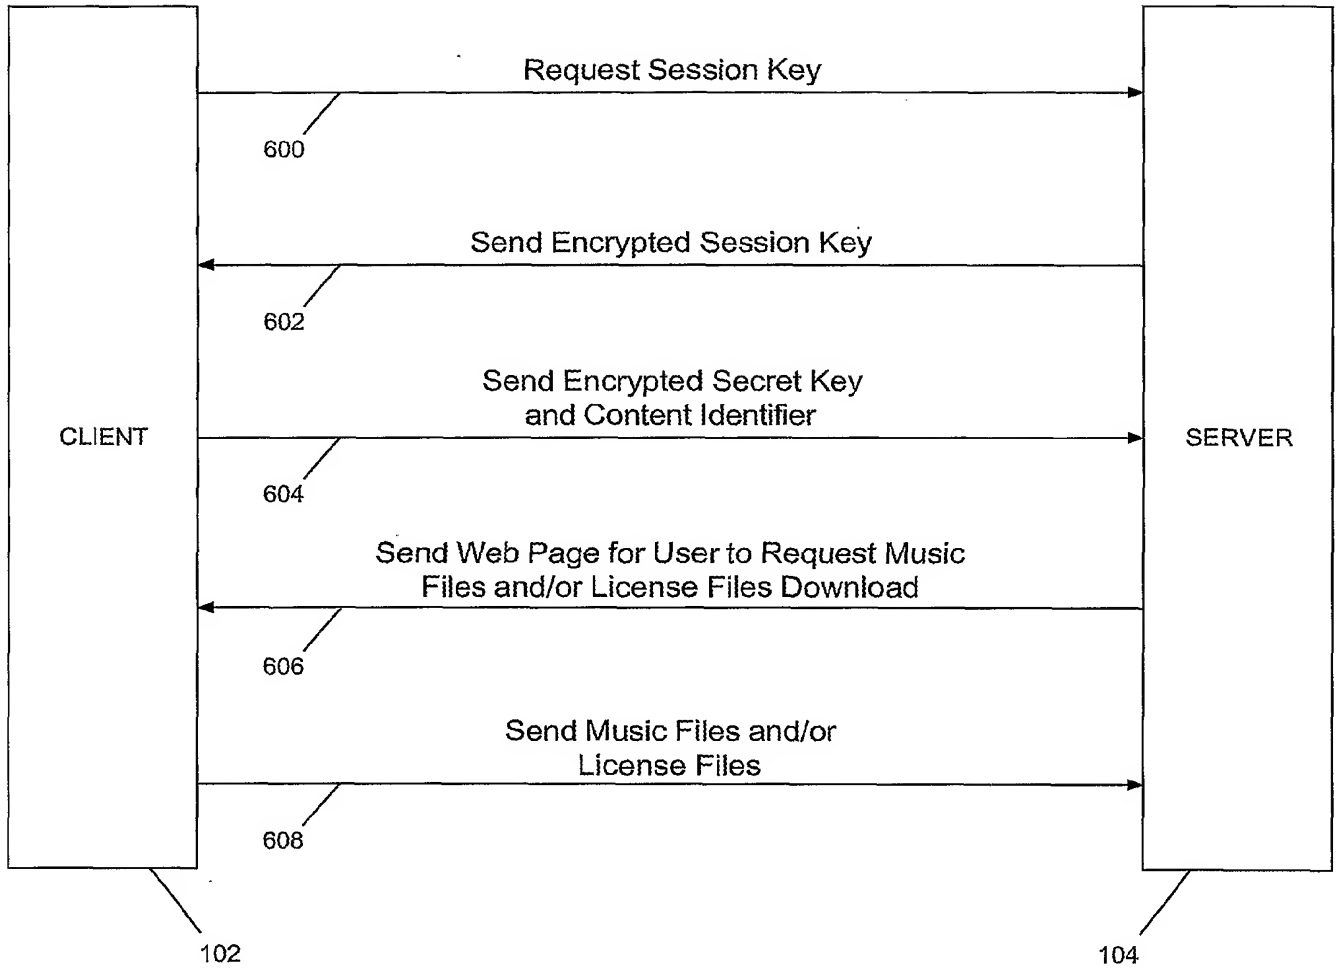 Request Session Key
600
Send Encrypted Session Key
602
Send Encrypted Secret Key
and Content Identifier
CLIENT
SERVER
604
Send Web Page for User to Request Music
Files and/or License Files Download
606
Send Music Files and/or
License Files
608
102
104